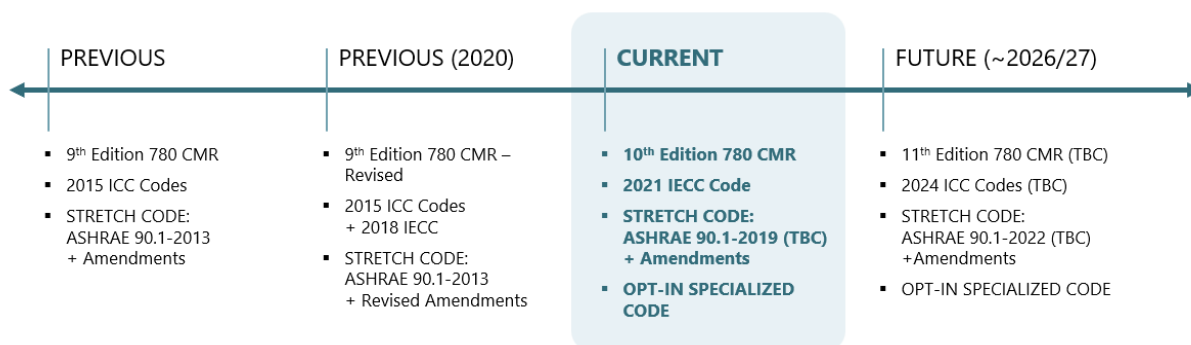 PREVIOUS
▪ 9th Edition 780 CMR
▪ 2015 ICC Codes
▪ STRETCH CODE:
ASHRAE 90.1-2013
+ Amendments
PREVIOUS (2020)
▪ 9th Edition 780 CMR –
Revised
▪ 2015 ICC Codes
+ 2018 IECC
▪ STRETCH CODE:
ASHRAE 90.1-2013
+ Revised Amendments
CURRENT
▪ 10th Edition 780 CMR
▪ 2021 IECC Code
▪ STRETCH CODE:
ASHRAE 90.1-2019 (TBC)
+ Amendments
▪ OPT-IN SPECIALIZED
CODE
FUTURE (~2026/27)
▪ 11th Edition 780 CMR (TBC)
▪ 2024 ICC Codes (TBC)
▪ STRETCH CODE:
ASHRAE 90.1-2022 (TBC)
+Amendments
▪ OPT-IN SPECIALIZED CODE